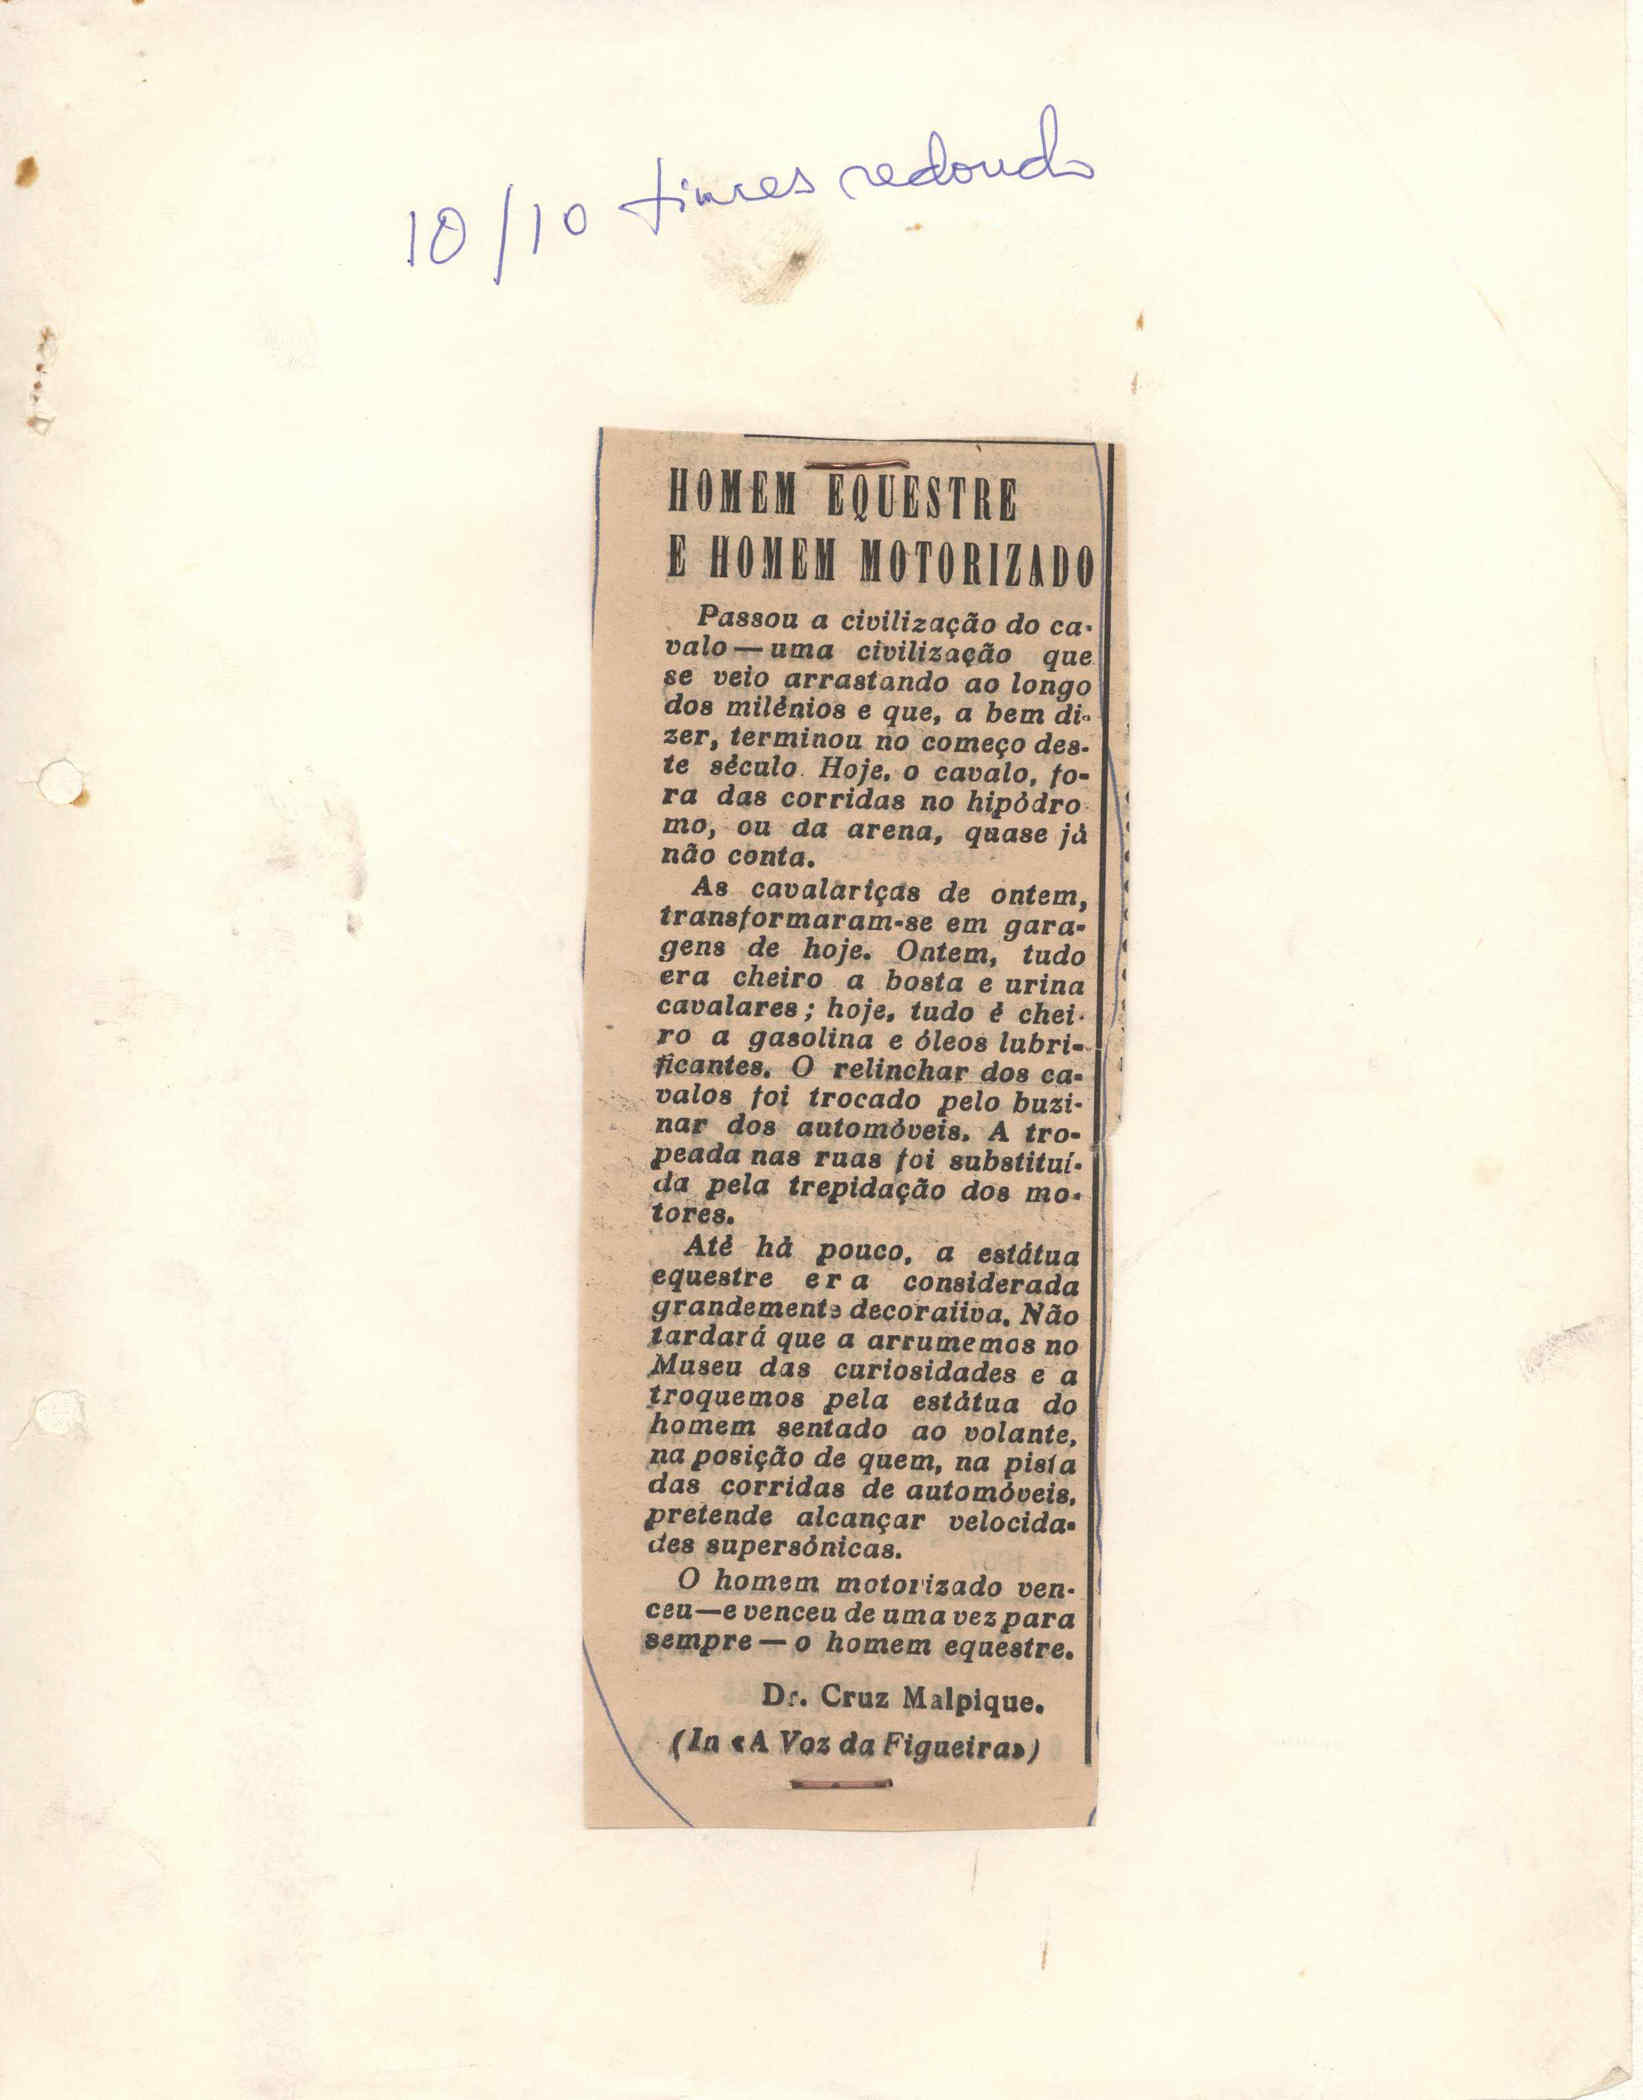 10/10 times redondo
HOMEM EQUESTRE
E HOMEM MOTORIZADO
Passou a civilização do ca-
valo—uma civilização que
se veio arrastando ao longo
dos milénios e que, a bem di-
zer, terminou no começo des-
te século. Hoje, o cavalo, fo-
ra das corridas no hipódro
mo, ou da arena, quase já
não conta.
As cavalariças de ontem,
transformaram-se em gara-
gens de hoje. Ontem, tudo
era cheiro a bosta e urina
cavalares; hoje, tudo é chei-
ro a gasolina e óleos lubri-
ficantes. O relinchar dos ca-
valos foi trocado pelo buzi-
nar dos automóveis. A tro-
peada nas ruas foi substituí-
da pela trepidação dos mo-
tores.
Até há pouco, a estátua
equestre era considerada
grandemente decoraiiva. Não
tardará que a arrumemos no
Museu das curiosidades e a
troquemos pela estátua do
homem sentado ao volante,
na posição de quem, na pista
das corridas de automóveis,
pretende alcançar velocida-
des supersónicas.
O homem motorizado ven-
ceu—e venceu de uma vez para
sempre—o homem equestre.
Dr. Cruz Malpique.
(In «A Voz da Figueira»)